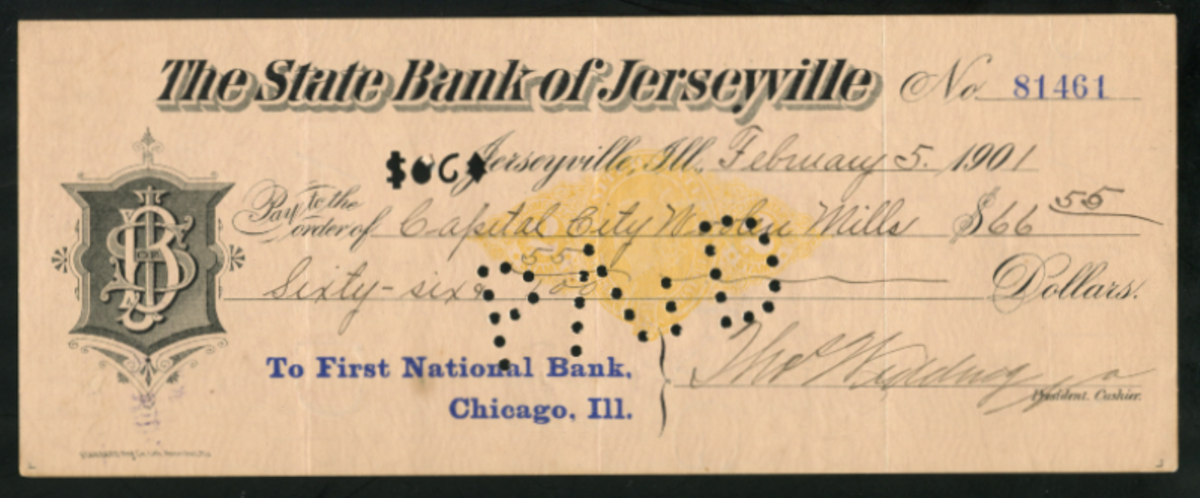 The State Bank of Jerseyville No 81461
Jerseyville, Ill., February 5. 1901
Pay to the order of Capital City Woolen Mills $66 55
Sixty-six & 55/100 Dollars.
To First National Bank,
Chicago, Ill.
President. Cashier.